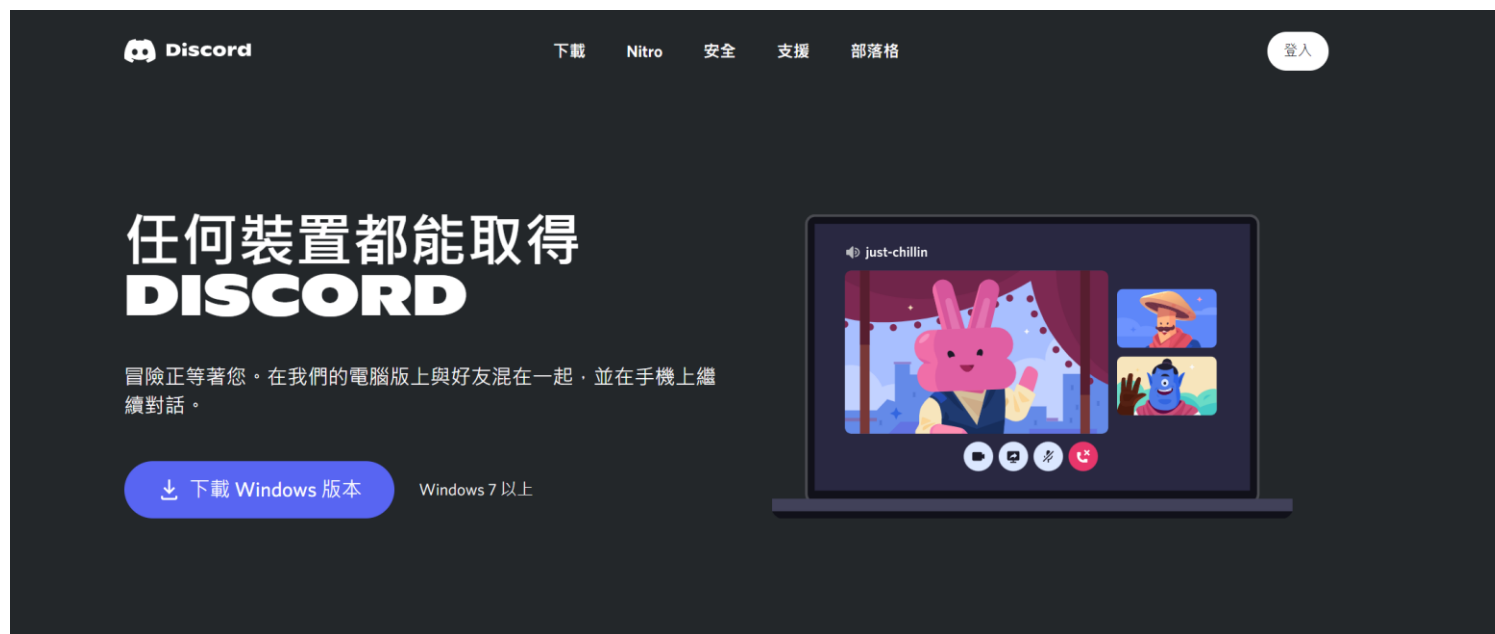 Discord
下載
Nitro
安全
支援
部落格
登入
任何裝置都能取得
DISCORD
冒險正等著您。在我們的電腦版上與好友混在一起，並在手機上繼
續對話。
下載 Windows 版本
Windows 7 以上
just-chillin